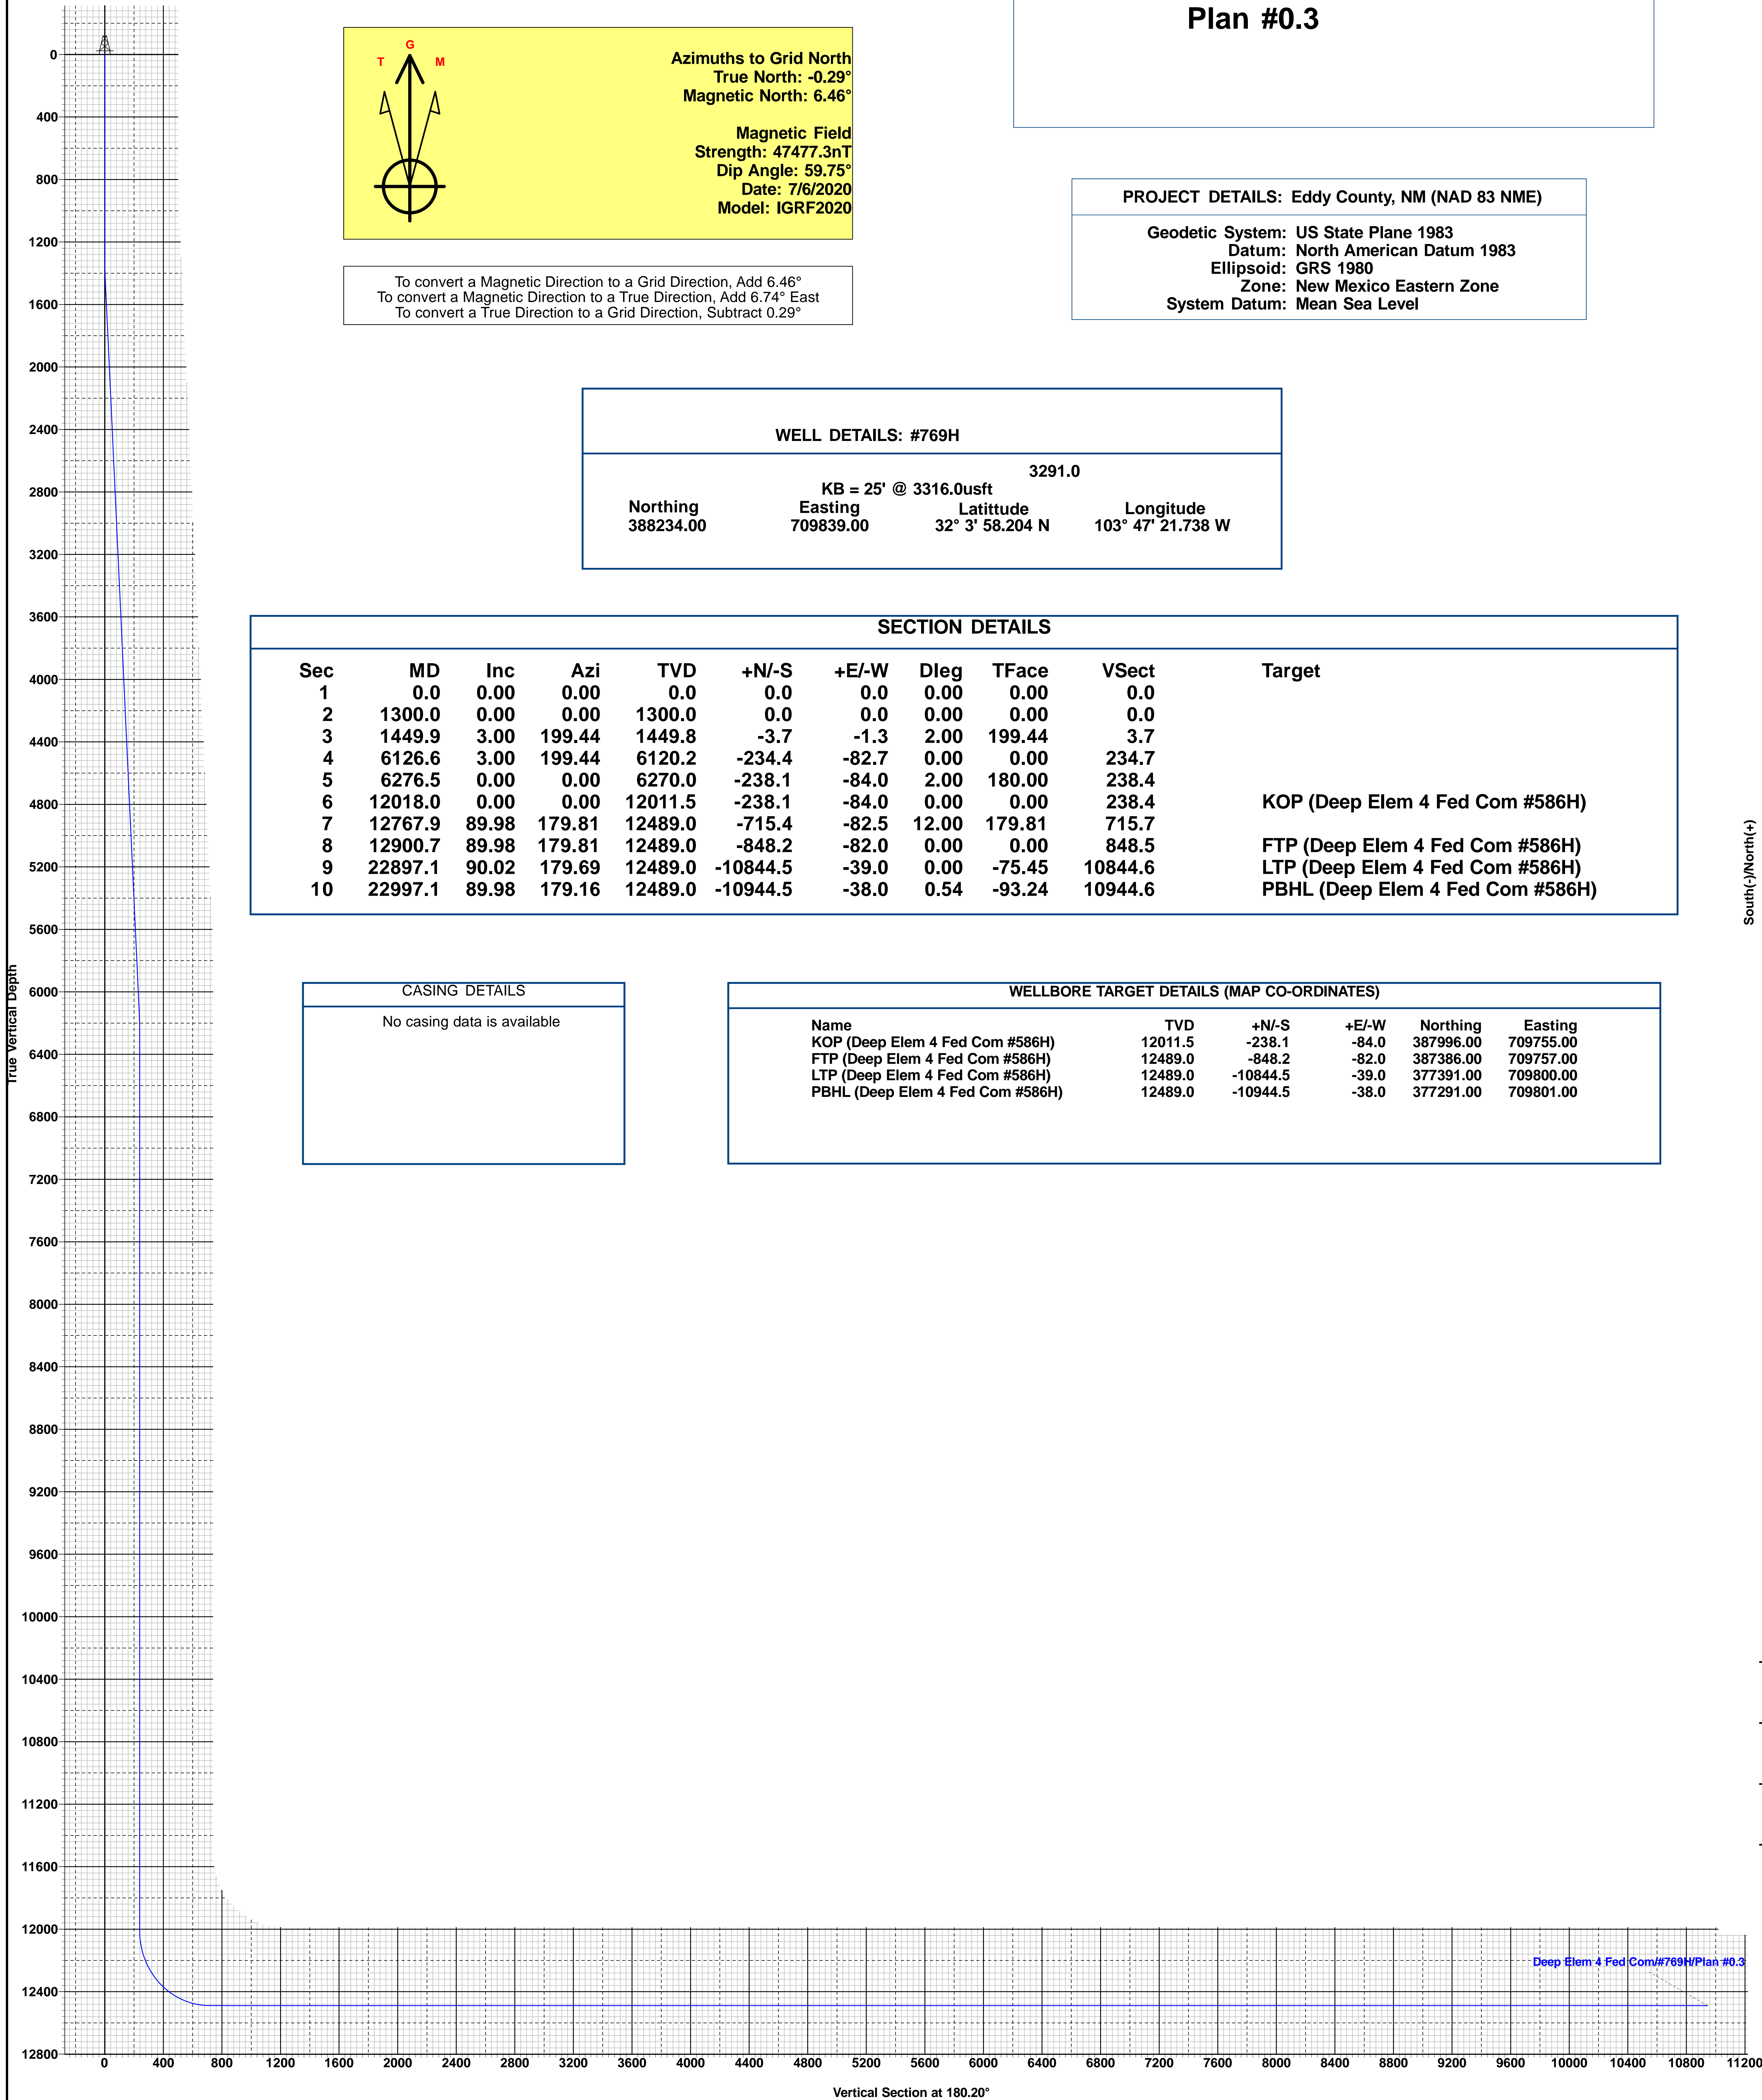 Plan #0.3
G
T M
Azimuths to Grid North
True North: -0.29°
Magnetic North: 6.46°
Magnetic Field
Strength: 47477.3nT
Dip Angle: 59.75°
Date: 7/6/2020
Model: IGRF2020
To convert a Magnetic Direction to a Grid Direction, Add 6.46°
To convert a Magnetic Direction to a True Direction, Add 6.74° East
To convert a True Direction to a Grid Direction, Subtract 0.29°
PROJECT DETAILS: Eddy County, NM (NAD 83 NME)
Geodetic System: US State Plane 1983
Datum: North American Datum 1983
Ellipsoid: GRS 1980
Zone: New Mexico Eastern Zone
System Datum: Mean Sea Level
WELL DETAILS: #769H
3291.0
KB = 25' @ 3316.0usft
Northing Easting Latittude Longitude
388234.00 709839.00 32° 3' 58.204 N 103° 47' 21.738 W
SECTION DETAILS
Sec MD Inc Azi TVD +N/-S +E/-W Dleg TFace VSect Target
1 0.0 0.00 0.00 0.0 0.0 0.0 0.00 0.00 0.0
2 1300.0 0.00 0.00 1300.0 0.0 0.0 0.00 0.00 0.0
3 1449.9 3.00 199.44 1449.8 -3.7 -1.3 2.00 199.44 3.7
4 6126.6 3.00 199.44 6120.2 -234.4 -82.7 0.00 0.00 234.7
5 6276.5 0.00 0.00 6270.0 -238.1 -84.0 2.00 180.00 238.4
6 12018.0 0.00 0.00 12011.5 -238.1 -84.0 0.00 0.00 238.4 KOP (Deep Elem 4 Fed Com #586H)
7 12767.9 89.98 179.81 12489.0 -715.4 -82.5 12.00 179.81 715.7
8 12900.7 89.98 179.81 12489.0 -848.2 -82.0 0.00 0.00 848.5 FTP (Deep Elem 4 Fed Com #586H)
9 22897.1 90.02 179.69 12489.0 -10844.5 -39.0 0.00 -75.45 10844.6 LTP (Deep Elem 4 Fed Com #586H)
10 22997.1 89.98 179.16 12489.0 -10944.5 -38.0 0.54 -93.24 10944.6 PBHL (Deep Elem 4 Fed Com #586H)
CASING DETAILS
No casing data is available
WELLBORE TARGET DETAILS (MAP CO-ORDINATES)
Name TVD +N/-S +E/-W Northing Easting
KOP (Deep Elem 4 Fed Com #586H) 12011.5 -238.1 -84.0 387996.00 709755.00
FTP (Deep Elem 4 Fed Com #586H) 12489.0 -848.2 -82.0 387386.00 709757.00
LTP (Deep Elem 4 Fed Com #586H) 12489.0 -10844.5 -39.0 377391.00 709800.00
PBHL (Deep Elem 4 Fed Com #586H) 12489.0 -10944.5 -38.0 377291.00 709801.00
South(-)/North(+)
True Vertical Depth
0
400
800
1200
1600
2000
2400
2800
3200
3600
4000
4400
4800
5200
5600
6000
6400
6800
7200
7600
8000
8400
8800
9200
9600
10000
10400
10800
11200
11600
12000
12400
12800
Deep Elem 4 Fed Com/#769H/Plan #0.3
0 400 800 1200 1600 2000 2400 2800 3200 3600 4000 4400 4800 5200 5600 6000 6400 6800 7200 7600 8000 8400 8800 9200 9600 10000 10400 10800 11200
Vertical Section at 180.20°